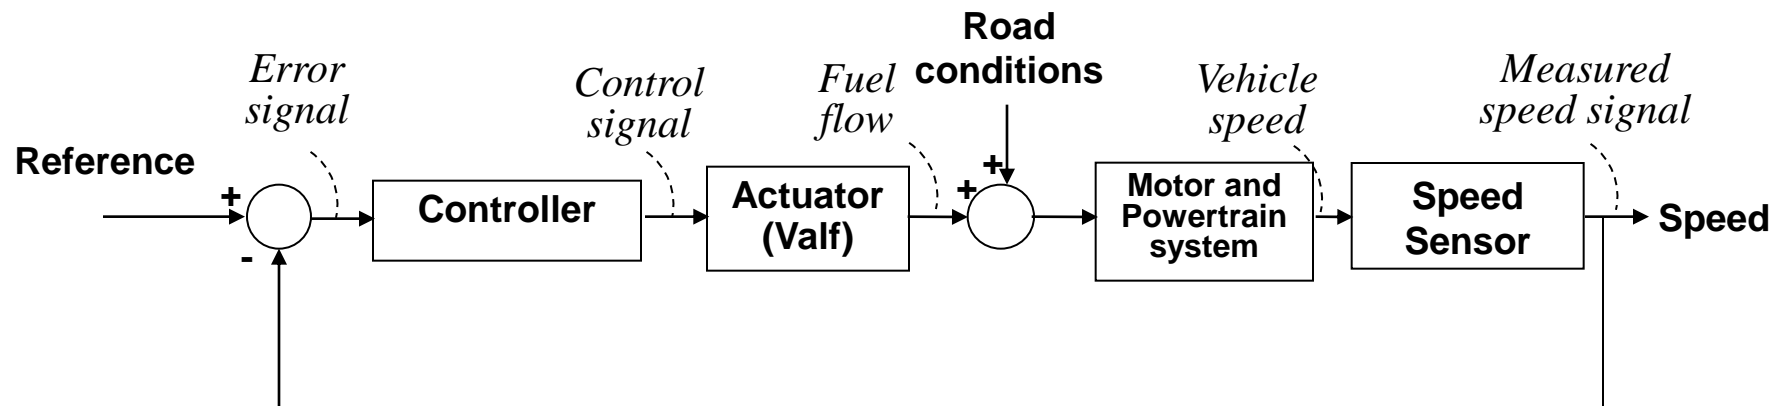 Road
conditions
Error
signal
Control
signal
Fuel
flow
Vehicle
speed
Measured
speed signal
Reference
+
-
Controller
Actuator
(Valf)
+
+
Motor and
Powertrain
system
Speed
Sensor
Speed